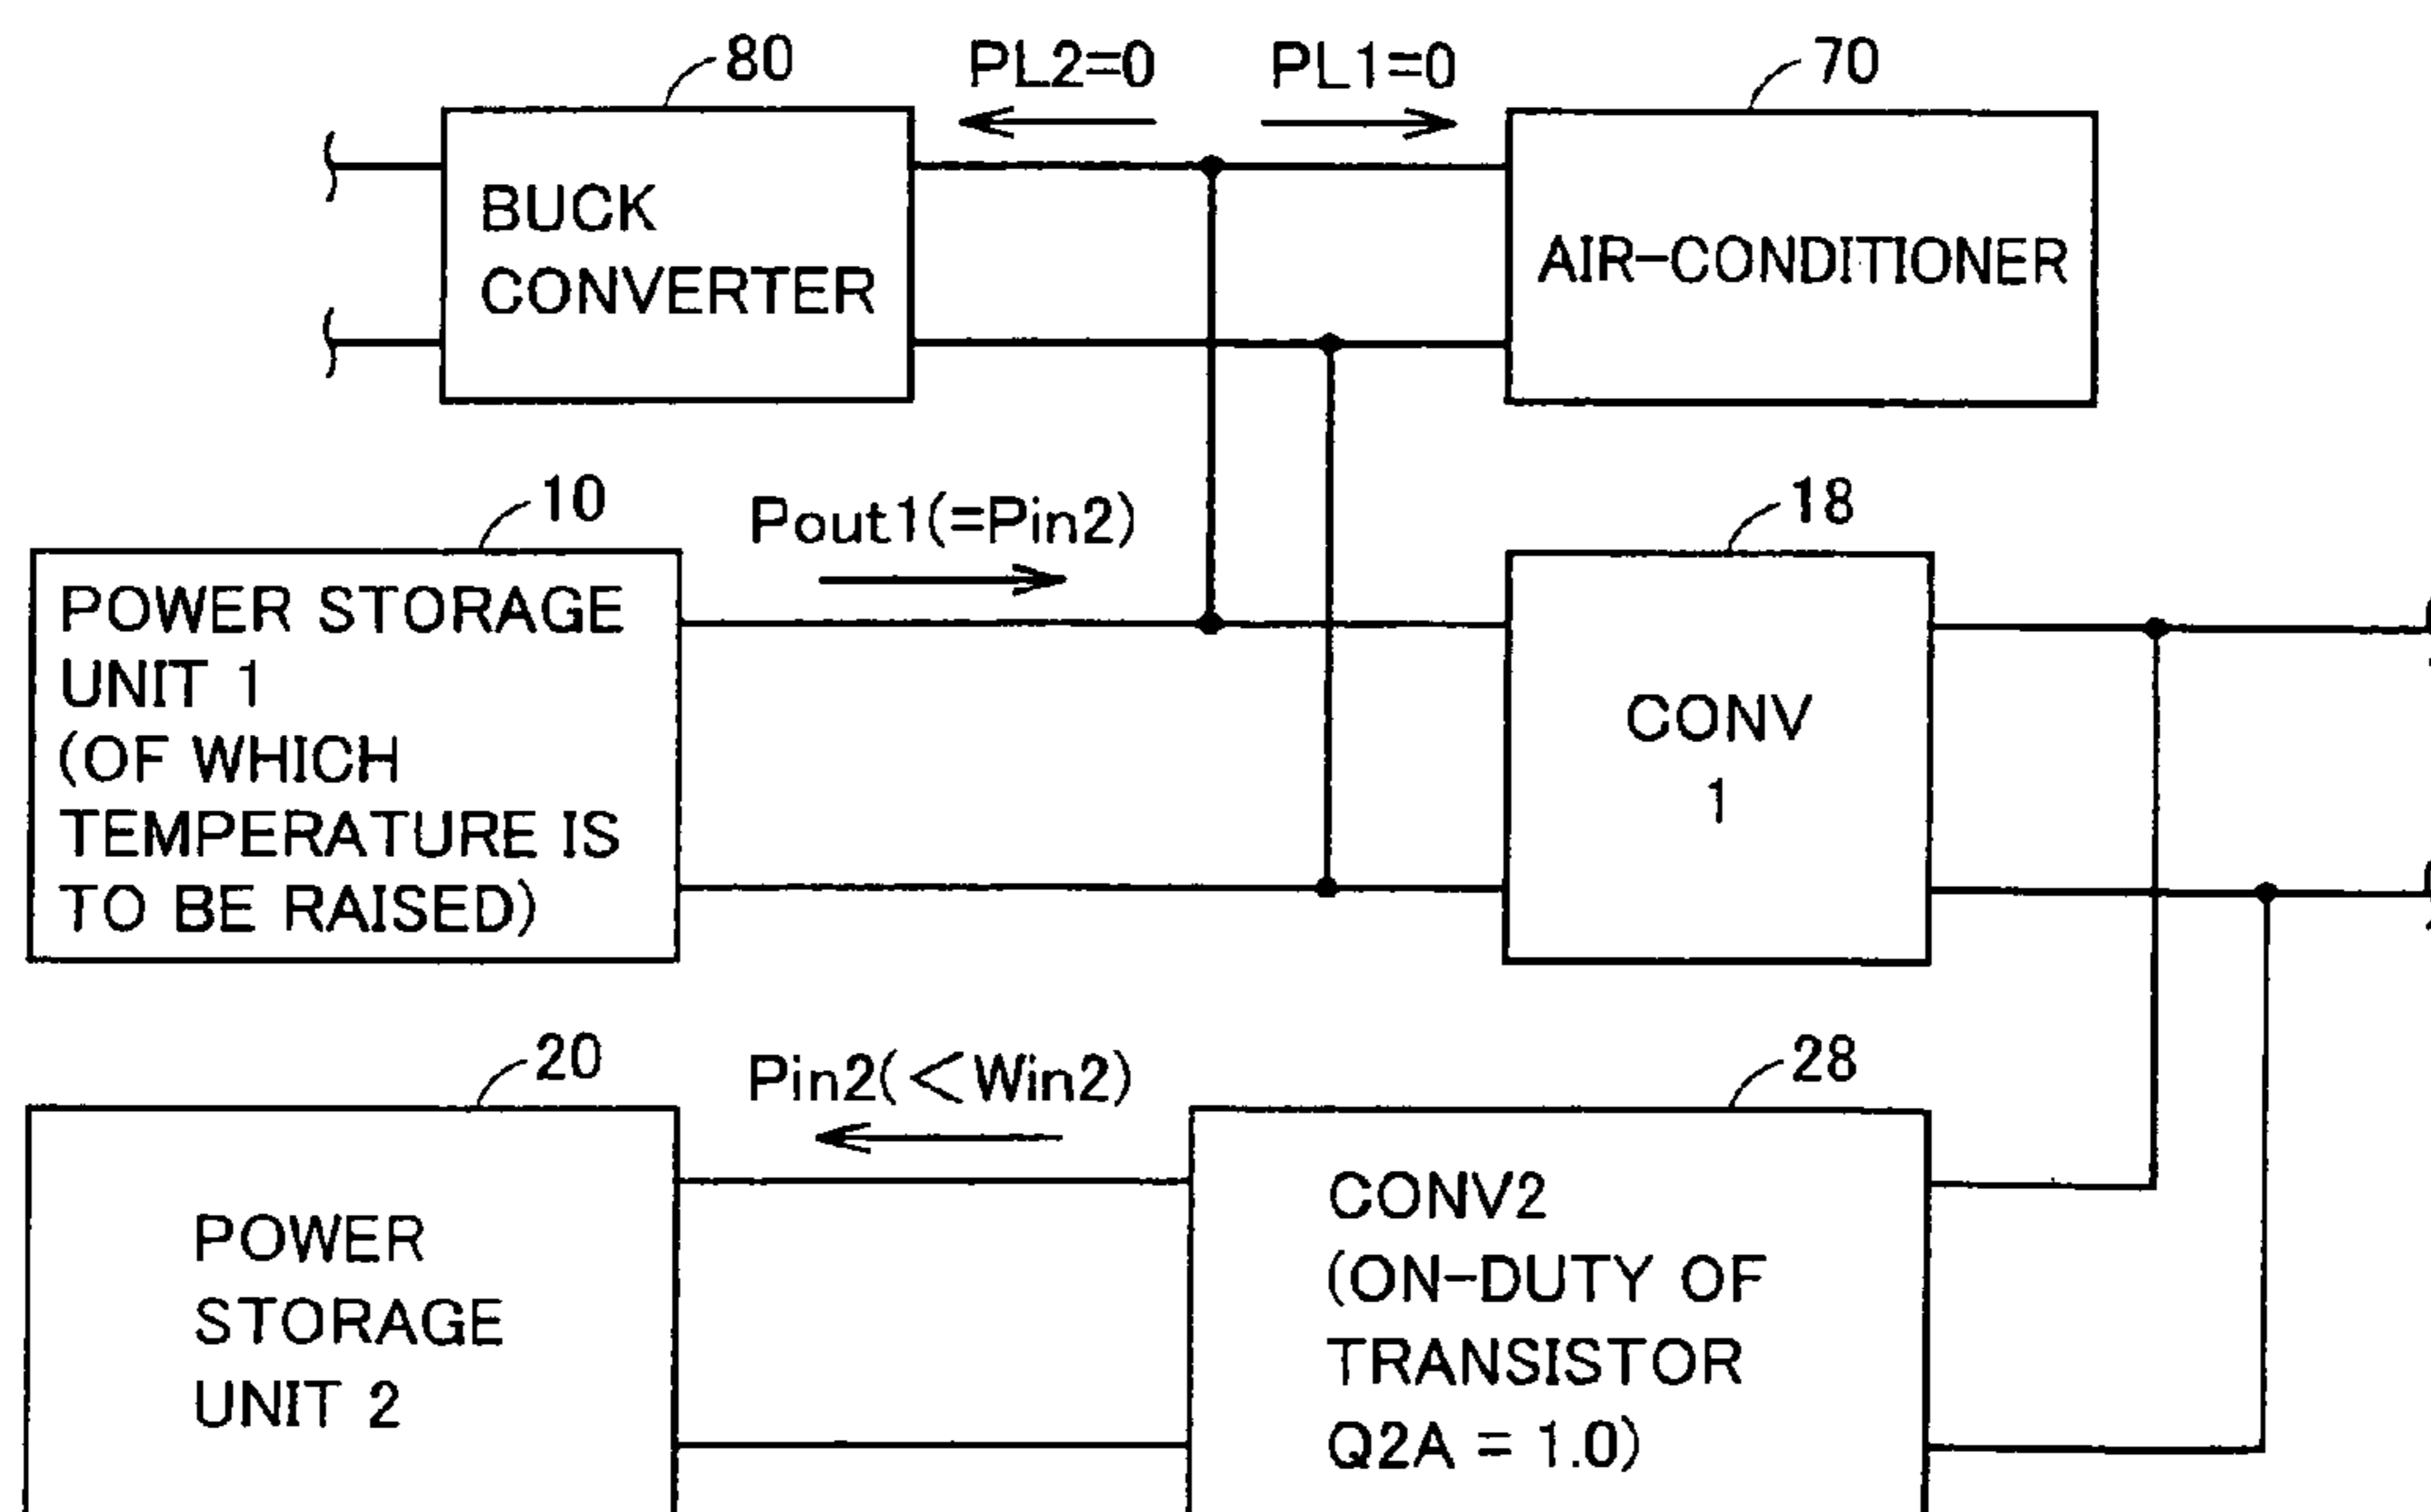 80
PL2=0
PL1=0
70
BUCK
CONVERTER
AIR-CONDITIONER
10
Pout1(=Pin2)
18
POWER STORAGE
UNIT 1
(OF WHICH
TEMPERATURE IS
TO BE RAISED)
CONV
1
20
Pin2(<Win2)
28
POWER
STORAGE
UNIT 2
CONV2
(ON-DUTY OF
TRANSISTOR
Q2A = 1.0)